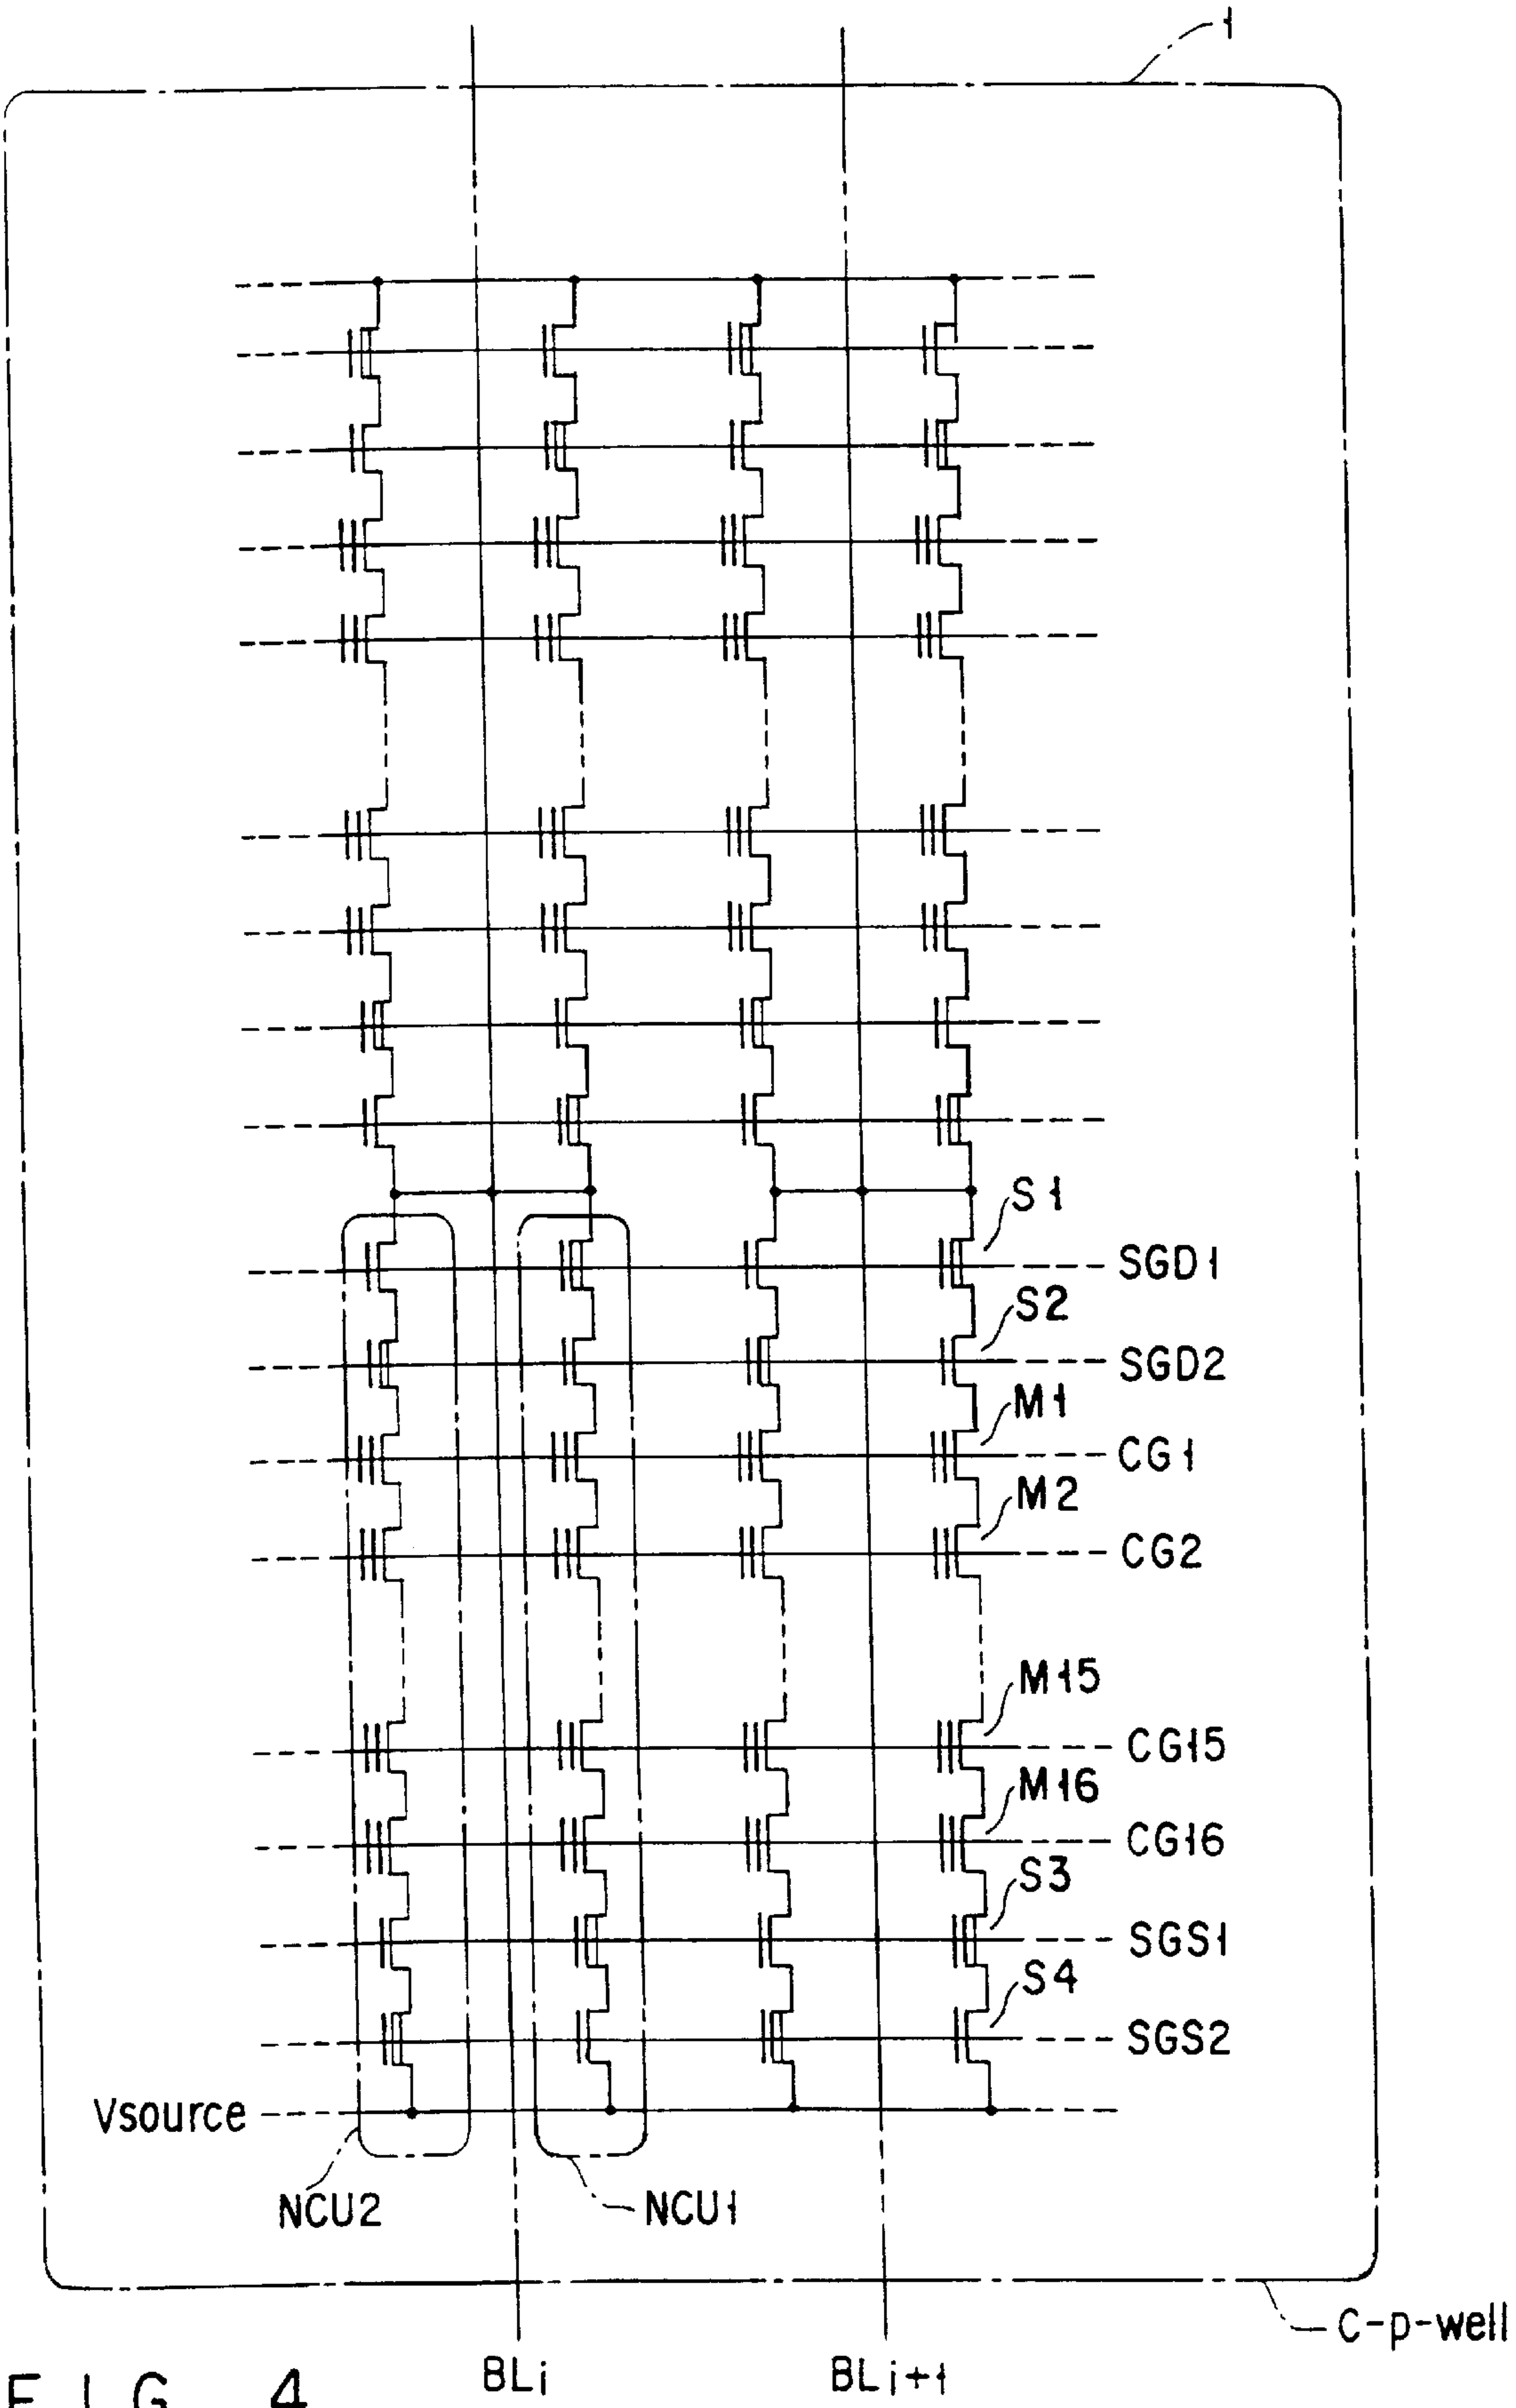 1
S1
SGD1
S2
SGD2
M1
CG1
M2
CG2
M15
CG15
M16
CG16
S3
SGS1
S4
SGS2
Vsource
NCU2
NCU1
C-p-well
BLi
BLi+1
FIG. 4